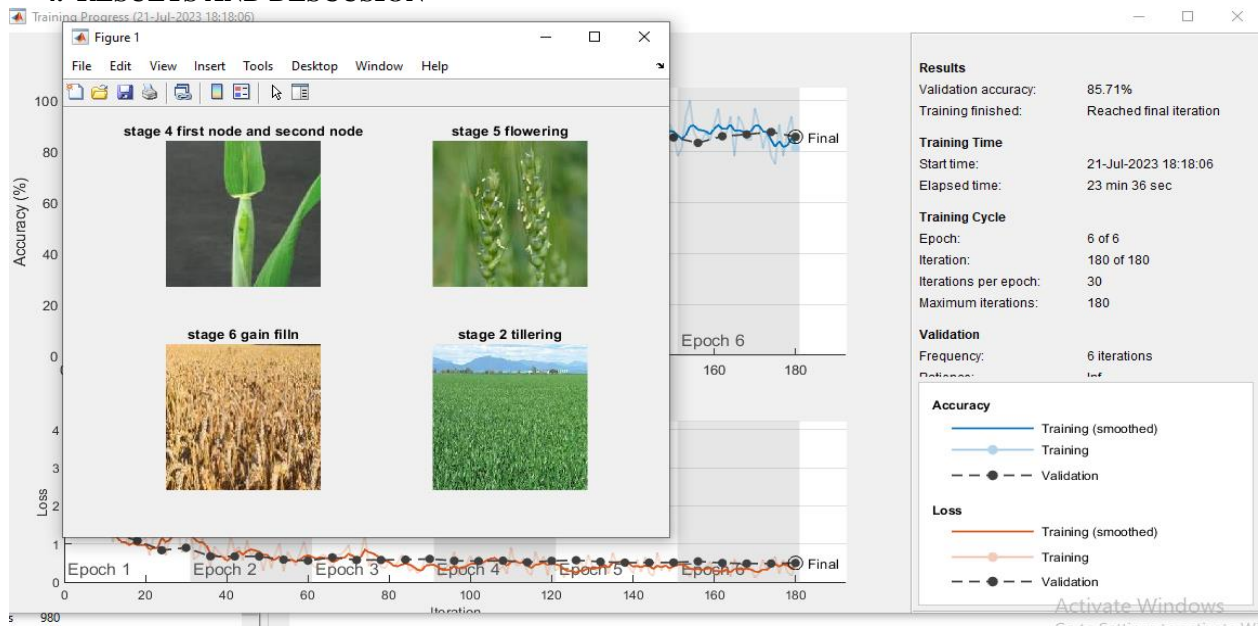 4. RESULTS AND DESCUSION
Training Progress (21-Jul-2023 18:18:06)
Figure 1
File Edit View Insert Tools Desktop Window Help
stage 4 first node and second node
stage 5 flowering
stage 6 gain filln
stage 2 tillering
Accuracy (%)
100
80
60
40
20
0
Final
Epoch 6
160 180
Loss
4
3
2
1
0
Final
Epoch 1 Epoch 2 Epoch 3 Epoch 4 Epoch 5 Epoch 6
0 20 40 60 80 100 120 140 160 180
Iteration
Results
Validation accuracy: 85.71%
Training finished: Reached final iteration
Training Time
Start time: 21-Jul-2023 18:18:06
Elapsed time: 23 min 36 sec
Training Cycle
Epoch: 6 of 6
Iteration: 180 of 180
Iterations per epoch: 30
Maximum iterations: 180
Validation
Frequency: 6 iterations
Patience: Inf
Accuracy
Training (smoothed)
Training
Validation
Loss
Training (smoothed)
Training
Validation
Activate Windows
s 980